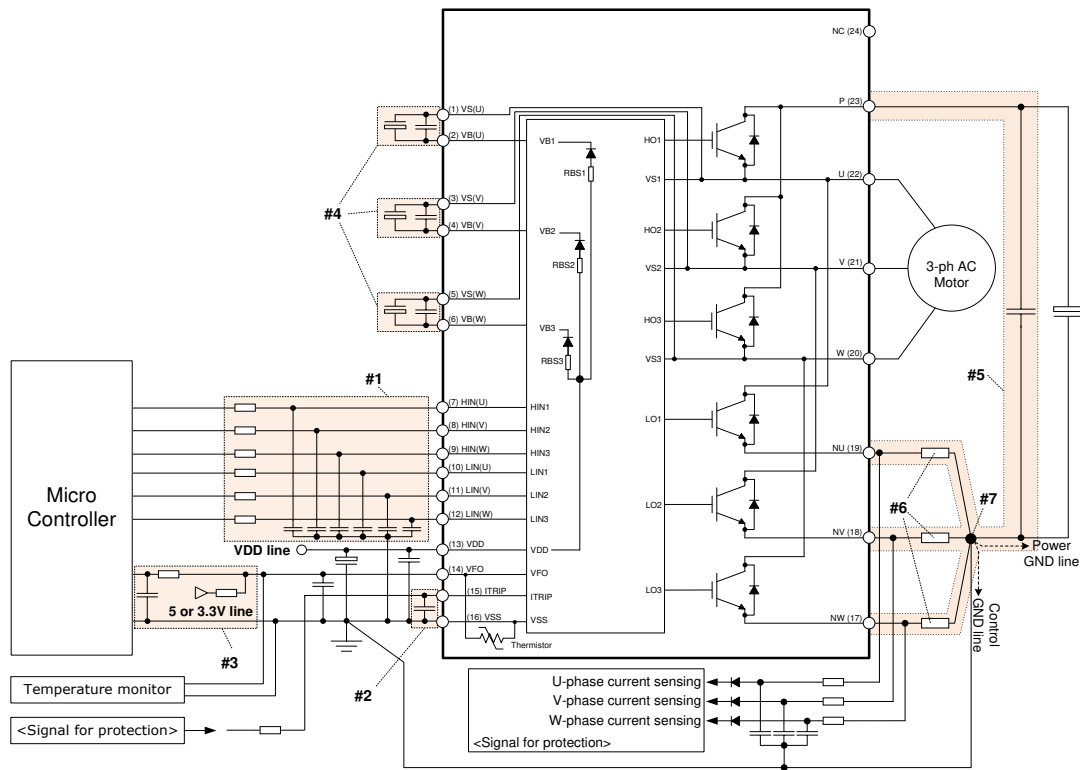 NC (24)
(1) VS(U)
P (23)
(2) VB(U)
VB1
HO1
RBS1
VS1
U (22)
(3) VS(V)
#4
(4) VB(V)
VB2
HO2
RBS2
VS2
V (21)
3-ph AC
Motor
(5) VS(W)
(6) VB(W)
VB3
HO3
RBS3
VS3
W (20)
#5
#1
(7) HIN(U)
HIN1
(8) HIN(V)
HIN2
LO1
(9) HIN(W)
HIN3
NU (19)
(10) LIN(U)
LIN1
Micro
Controller
(11) LIN(V)
LIN2
LO2
#6
#7
(12) LIN(W)
LIN3
NV (18)
VDD line
(13) VDD
VDD
Power
GND line
(14) VFO
VFO
5 or 3.3V line
(15) ITRIP
ITRIP
LO3
Control
GND line
(16) VSS
VSS
NW (17)
Thermistor
#3
#2
Temperature monitor
U-phase current sensing
V-phase current sensing
W-phase current sensing
<Signal for protection>
<Signal for protection>